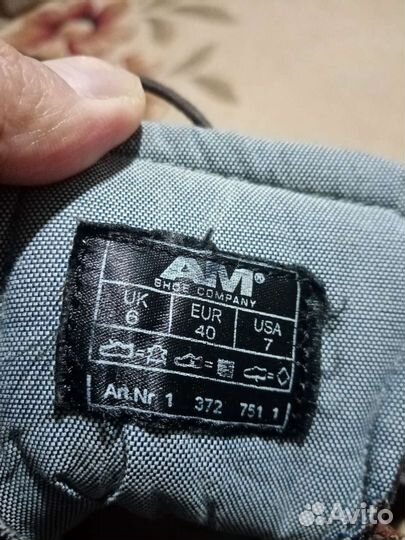 AM®
SHOE COMPANY
UK EUR USA
6 40 7
Art.Nr 1 372 751 1
Avito